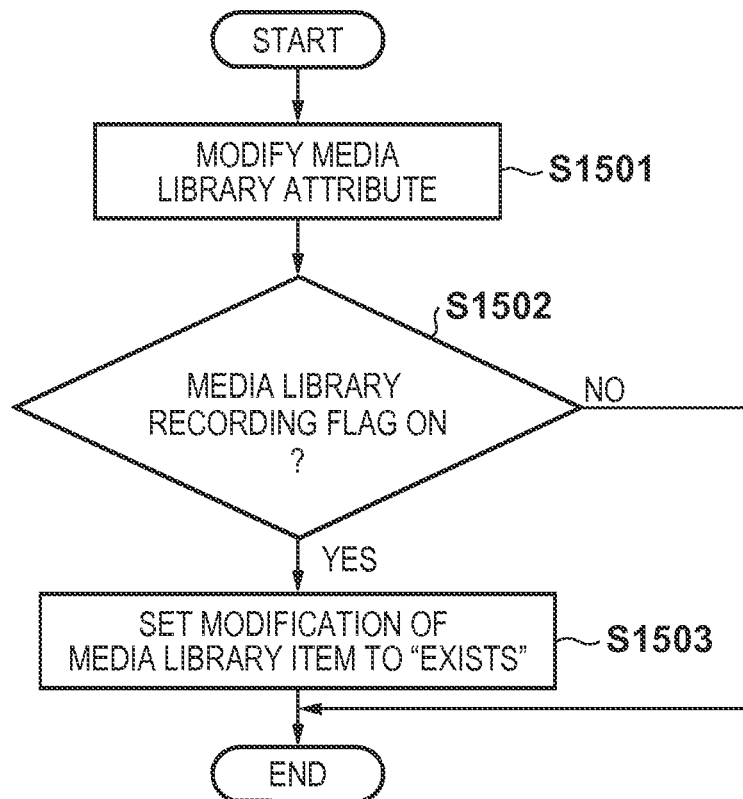 START
MODIFY MEDIA
LIBRARY ATTRIBUTE
S1501
S1502
MEDIA LIBRARY
RECORDING FLAG ON
?
NO
YES
SET MODIFICATION OF
MEDIA LIBRARY ITEM TO “EXISTS”
S1503
END